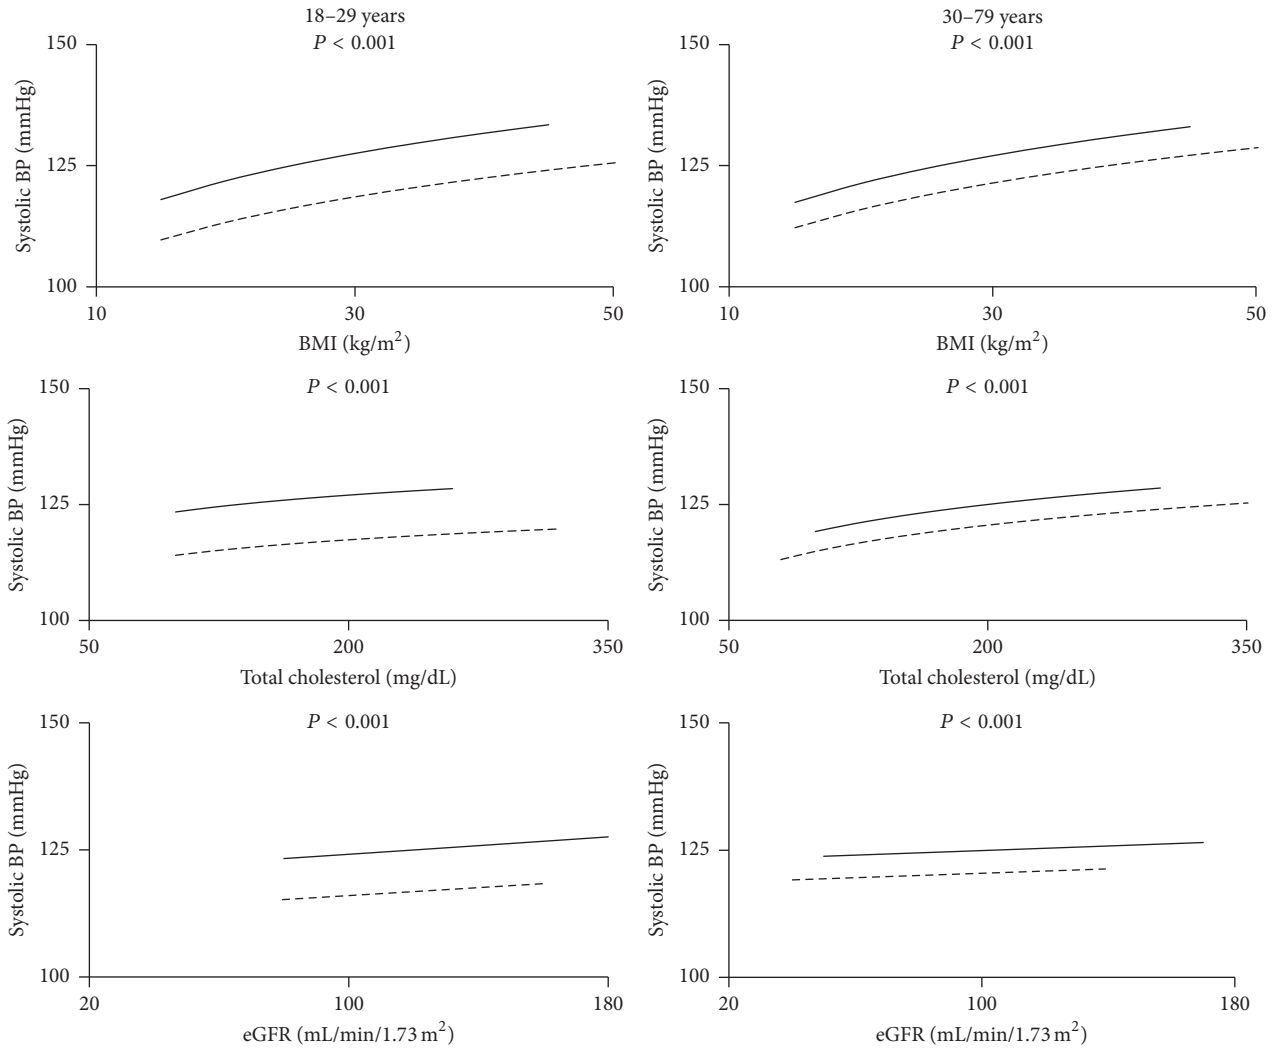 18–29 years
P < 0.001
150
125
100
Systolic BP (mmHg)
10
30
50
BMI (kg/m²)
30–79 years
P < 0.001
150
125
100
Systolic BP (mmHg)
10
30
50
BMI (kg/m²)
P < 0.001
150
125
100
Systolic BP (mmHg)
50
200
350
Total cholesterol (mg/dL)
P < 0.001
150
125
100
Systolic BP (mmHg)
50
200
350
Total cholesterol (mg/dL)
P < 0.001
150
125
100
Systolic BP (mmHg)
20
100
180
eGFR (mL/min/1.73 m²)
P < 0.001
150
125
100
Systolic BP (mmHg)
20
100
180
eGFR (mL/min/1.73 m²)